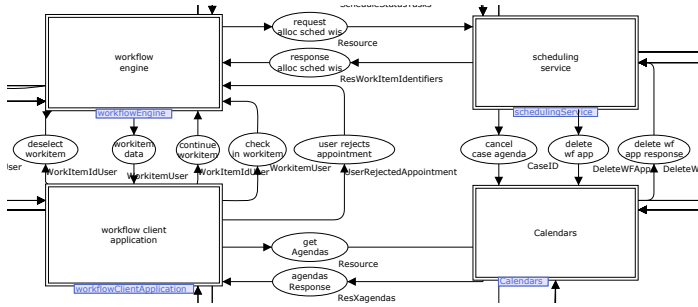 ScheduleStatusTasks
request
alloc sched wis
Resource
workflow
engine
response
alloc sched wis
scheduling
service
ResWorkItemIdentifiers
workflowEngine
schedulingService
deselect
workitem
workitem
data
continue
workitem
check
in workitem
user rejects
appointment
cancel
case agenda
delete
wf app
delete wf
app response
User
WorkItemIdUser
WorkitemUser
WorkItemIdUser
WorkitemUser
UserRejectedAppointment
CaseID
DeleteWFApp
DeleteW
workflow client
application
Calendars
get
Agendas
Resource
agendas
Response
ResXagendas
workflowClientApplication
Calendars